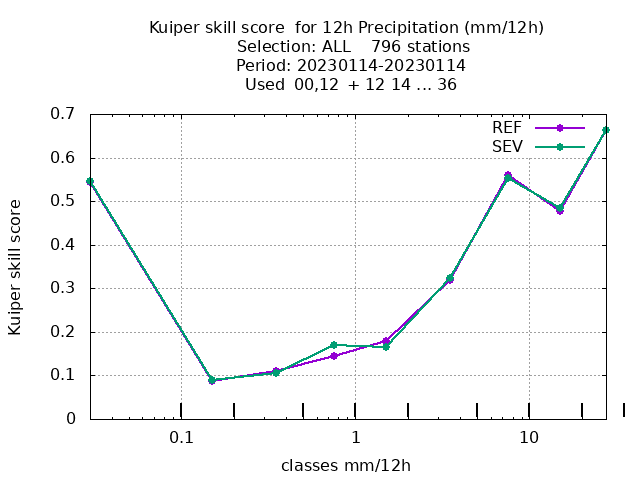 Kuiper skill score  for 12h Precipitation (mm/12h)
Selection: ALL    796 stations
Period: 20230114-20230114
Used  00,12  + 12 14 ... 36
REF
SEV
0.7
0.6
0.5
0.4
0.3
0.2
0.1
0
Kuiper skill score
0.1
1
10
classes mm/12h